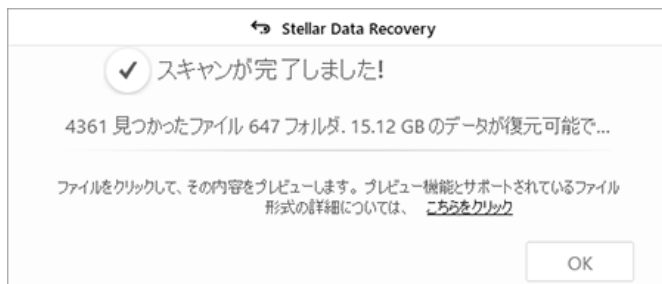 Stellar Data Recovery
スキャンが完了しました!
4361 見つかったファイル 647 フォルダ. 15.12 GB のデータが復元可能で...
ファイルをクリックして、その内容をプレビューします。プレビュー機能とサポートされているファイル
形式の詳細については、 こちらをクリック
OK